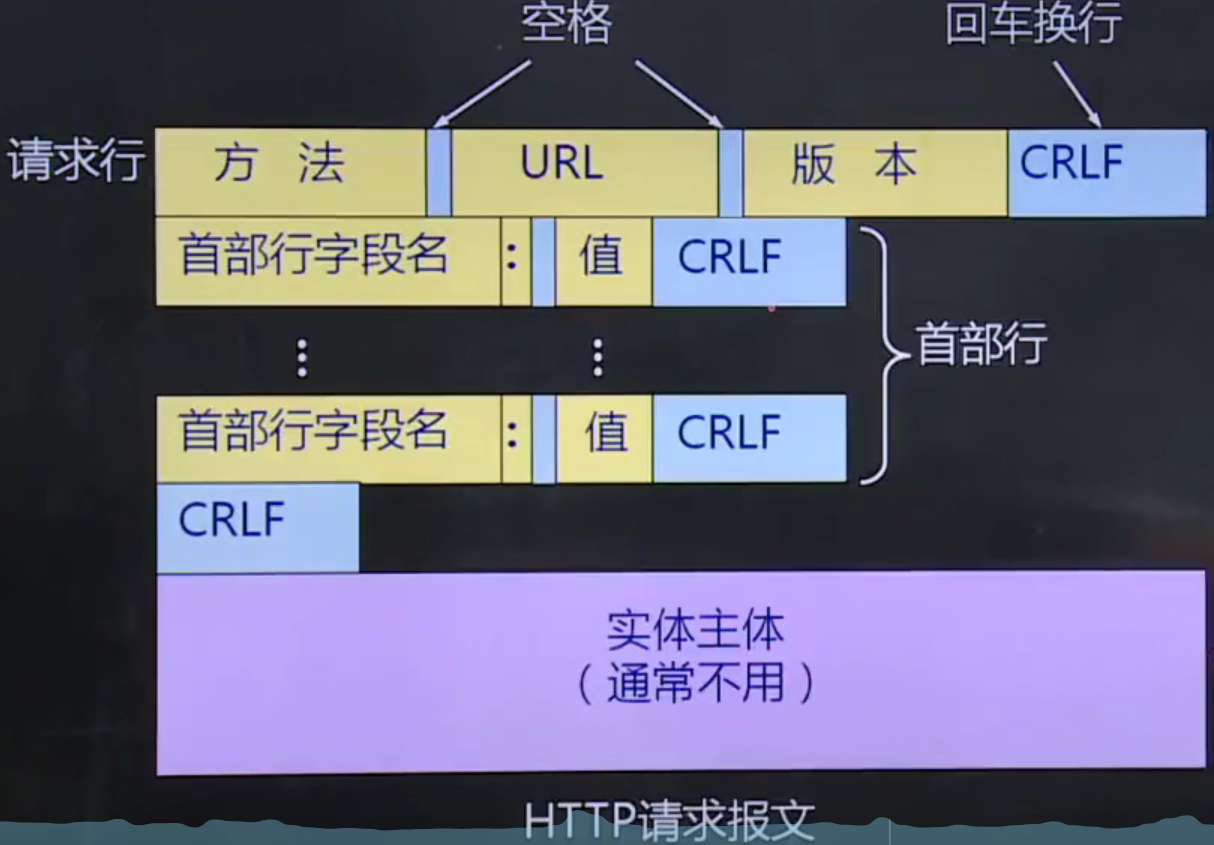 空格 回车换行
请求行 方 法 URL 版 本 CRLF
首部行字段名 : 值 CRLF
⋮ ⋮ 首部行
首部行字段名 : 值 CRLF
CRLF
实体主体
（通常不用）
HTTP请求报文